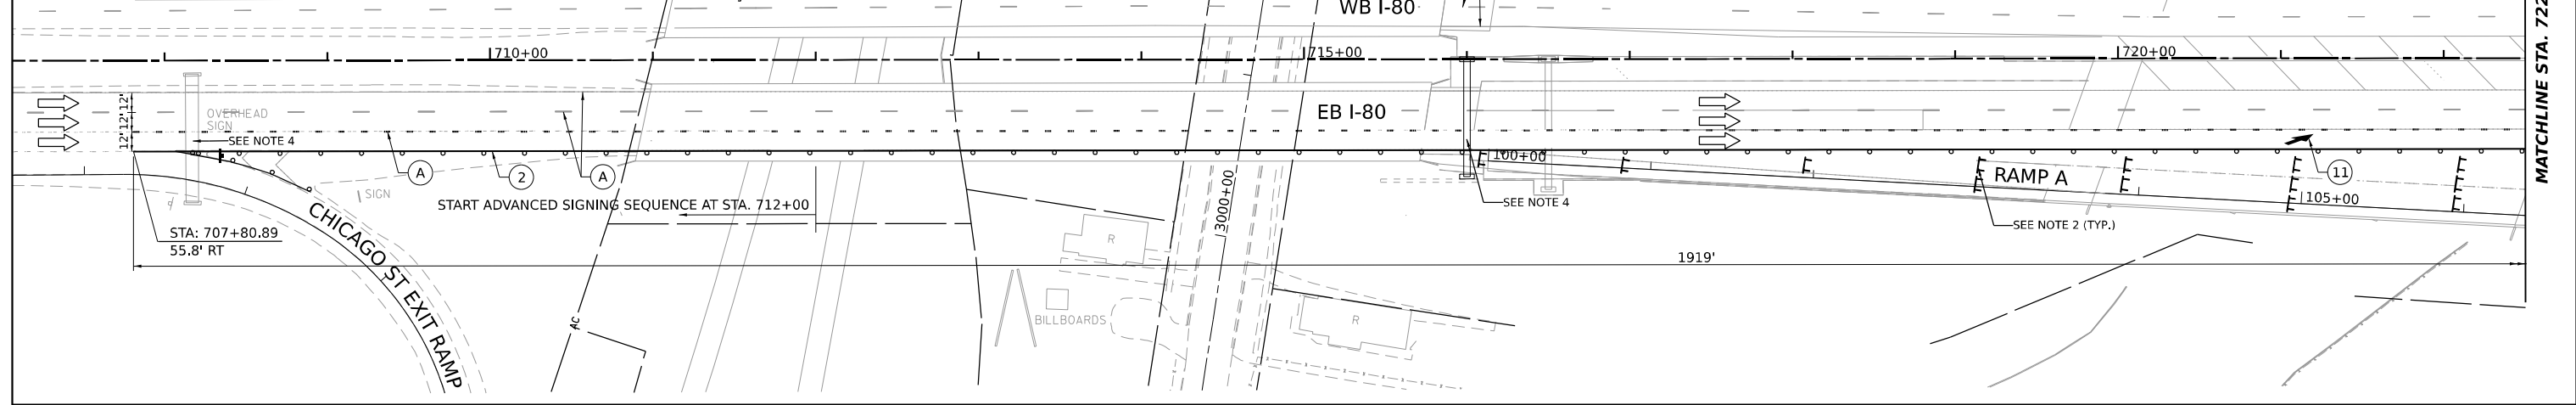 WB I-80
710+00
715+00
720+00
MATCHLINE STA. 722
12' 12' 12'
OVERHEAD
SIGN
SEE NOTE 4
EB I-80
A
2
A
100+00
RAMP A
11
105+00
SIGN
SEE NOTE 4
SEE NOTE 2 (TYP.)
START ADVANCED SIGNING SEQUENCE AT STA. 712+00
3000+00
CHICAGO ST EXIT RAMP
STA: 707+80.89
55.8' RT
R
1919'
AC
BILLBOARDS
R